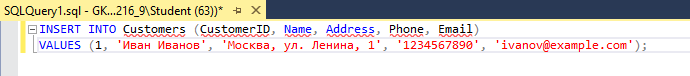 SQLQuery1.sql - GK...216_9\Student (63))*
INSERT INTO Customers (CustomerID, Name, Address, Phone, Email)
VALUES (1, 'Иван Иванов', 'Москва, ул. Ленина, 1', '1234567890', 'ivanov@example.com');